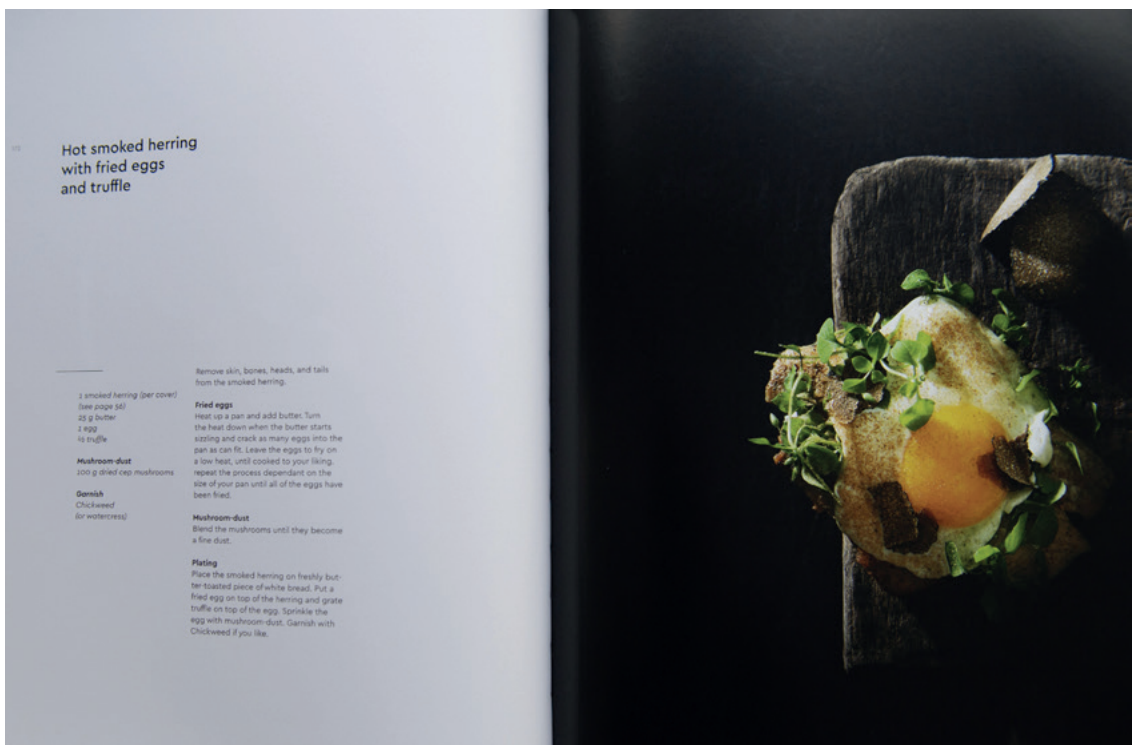 Hot smoked herring
with fried eggs
and truffle
1 smoked herring (per cover)
(see page 56)
25 g butter
1 egg
½ truffle
Mushroom-dust
100 g dried cep mushrooms
Garnish
Chickweed
(or watercress)
Remove skin, bones, heads, and tails
from the smoked herring.
Fried eggs
Heat up a pan and add butter. Turn
the heat down when the butter starts
sizzling and crack as many eggs into the
pan as can fit. Leave the eggs to fry on
a low heat, until cooked to your liking,
repeat the process dependant on the
size of your pan until all of the eggs have
been fried.
Mushroom-dust
Blend the mushrooms until they become
a fine dust.
Plating
Place the smoked herring on freshly but-
ter-toasted piece of white bread. Put a
fried egg on top of the herring and grate
truffle on top of the egg. Sprinkle the
egg with mushroom-dust. Garnish with
Chickweed if you like.